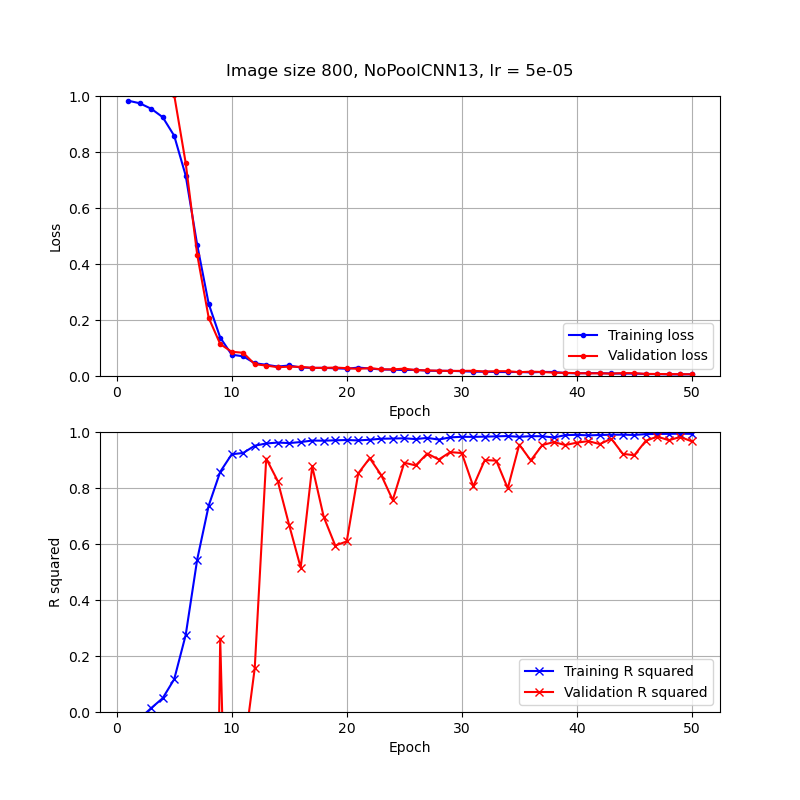 Image size 800, NoPoolCNN13, lr = 5e-05
1.0
0.8
0.6
0.4
0.2
0.0
Loss
0 10 20 30 40 50
Epoch
Training loss
Validation loss
1.0
0.8
0.6
0.4
0.2
0.0
R squared
0 10 20 30 40 50
Epoch
Training R squared
Validation R squared